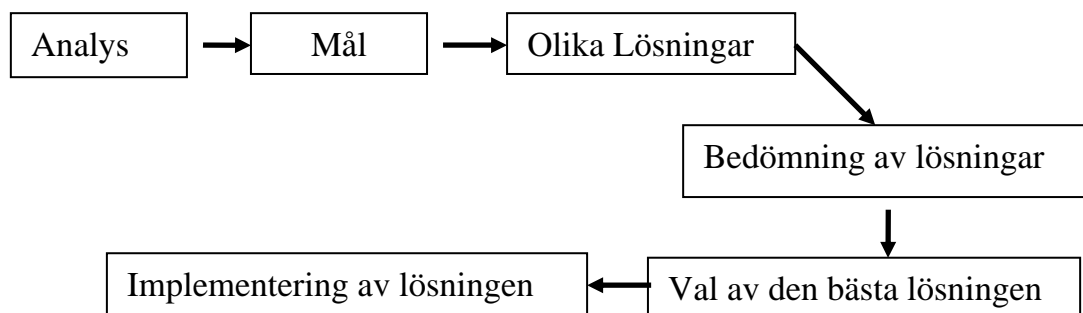 Analys
Mål
Olika Lösningar
Bedömning av lösningar
Val av den bästa lösningen
Implementering av lösningen